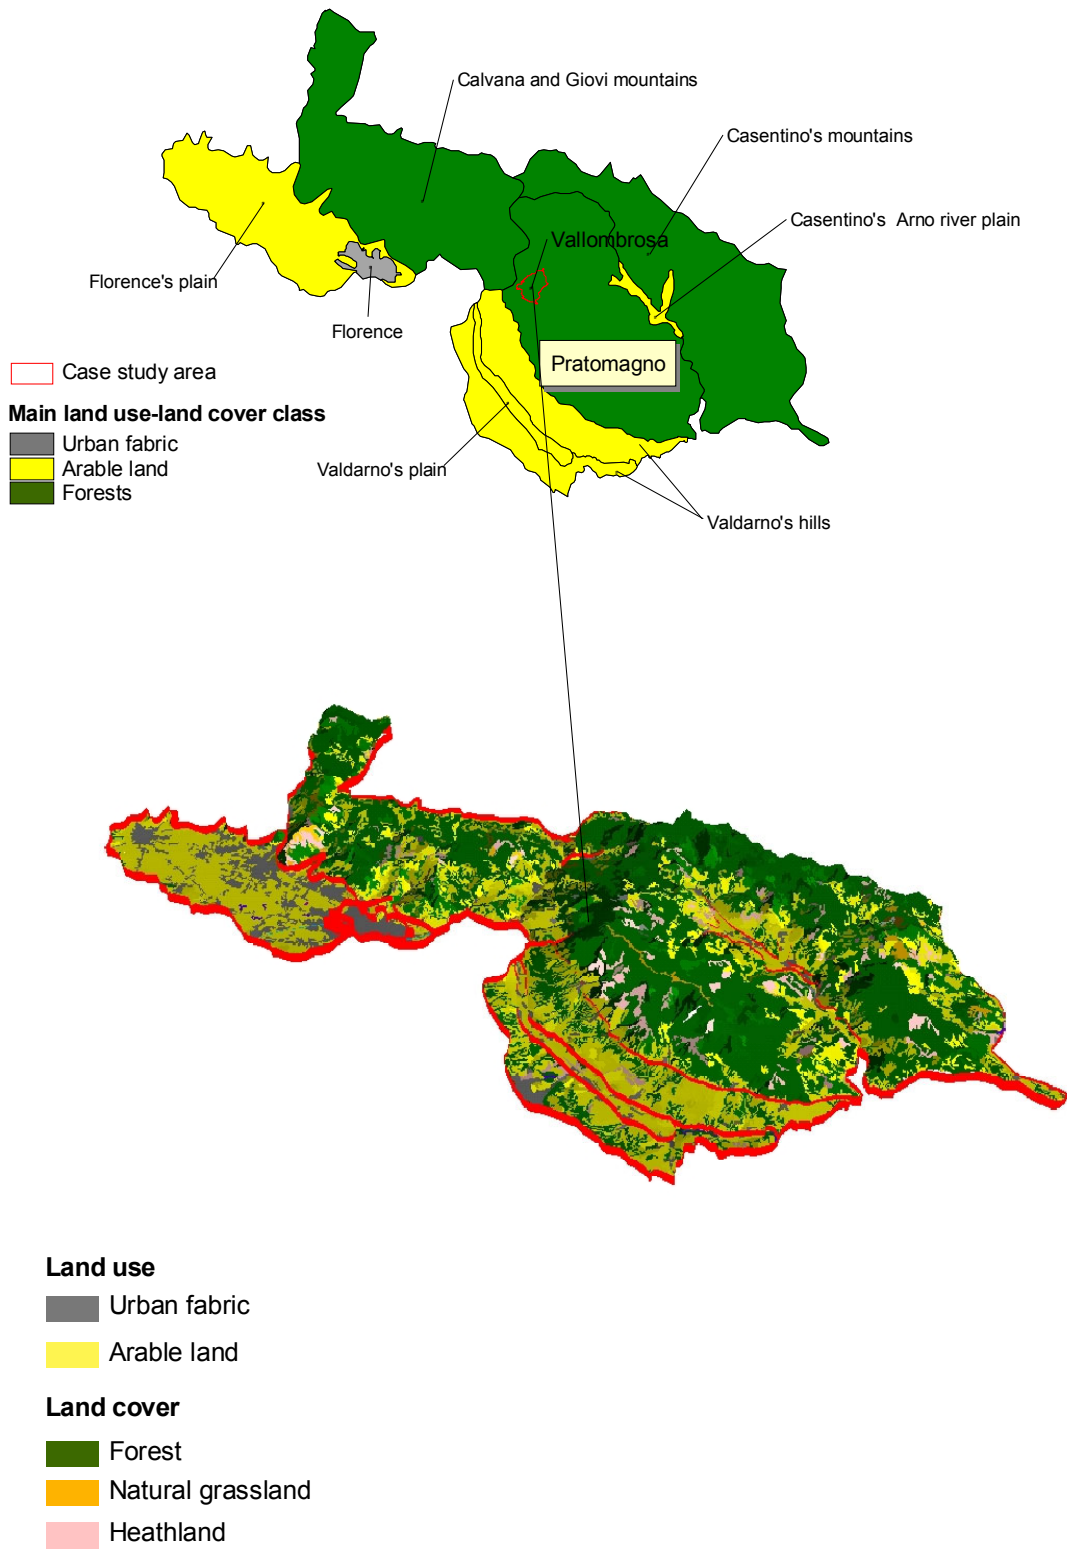 Calvana and Giovi mountains
Casentino's mountains
Casentino's Arno river plain
Vallombrosa
Florence's plain
Florence
Pratomagno
Case study area
Main land use-land cover class
Urban fabric
Arable land
Forests
Valdarno's plain
Valdarno's hills
Land use
Urban fabric
Arable land
Land cover
Forest
Natural grassland
Heathland